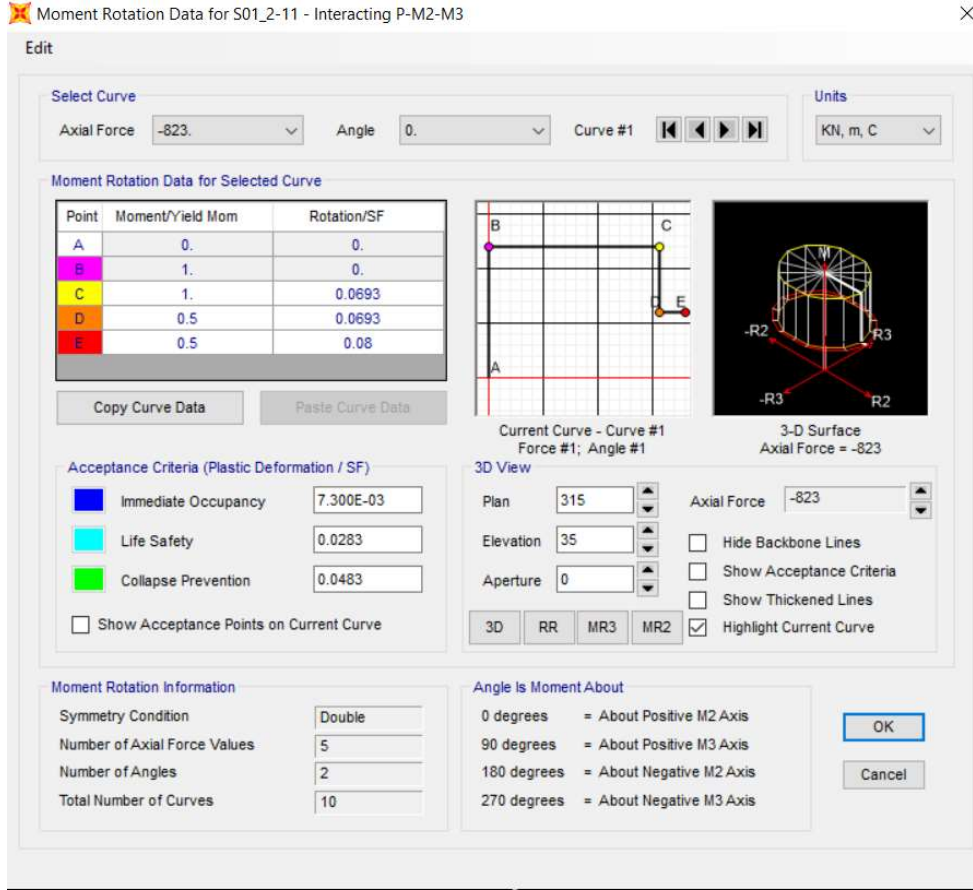 Moment Rotation Data for S01_2-11 - Interacting P-M2-M3
Edit
Select Curve
Axial Force -823. Angle 0. Curve #1
Units
KN, m, C
Moment Rotation Data for Selected Curve
Point Moment/Yield Mom Rotation/SF
A 0. 0.
B 1. 0.
C 1. 0.0693
D 0.5 0.0693
E 0.5 0.08
Copy Curve Data Paste Curve Data
B C
D E
A
Current Curve - Curve #1
Force #1; Angle #1
M
-R2 R3
-R3 R2
3-D Surface
Axial Force = -823
Acceptance Criteria (Plastic Deformation / SF)
Immediate Occupancy 7.300E-03
Life Safety 0.0283
Collapse Prevention 0.0483
Show Acceptance Points on Current Curve
3D View
Plan 315 Axial Force -823
Elevation 35 Hide Backbone Lines
Aperture 0 Show Acceptance Criteria
Show Thickened Lines
3D RR MR3 MR2 Highlight Current Curve
Moment Rotation Information
Symmetry Condition Double
Number of Axial Force Values 5
Number of Angles 2
Total Number of Curves 10
Angle Is Moment About
0 degrees = About Positive M2 Axis
90 degrees = About Positive M3 Axis
180 degrees = About Negative M2 Axis
270 degrees = About Negative M3 Axis
OK
Cancel